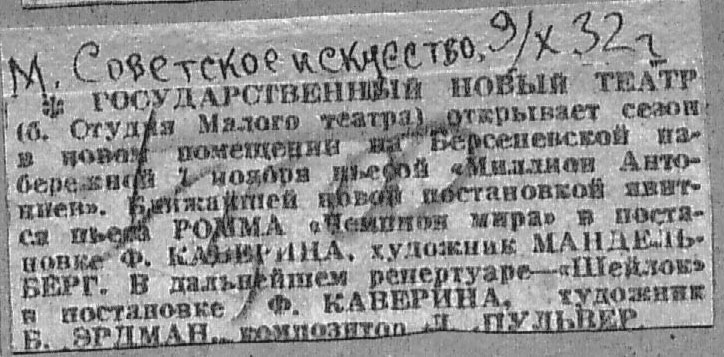 М. Советское искусство, 9/X 32 г
* ГОСУДАРСТВЕННЫЙ НОВЫЙ ТЕАТР
(б. Студия Малого театра) открывает сезон
в новом помещении на Берсеневской на-
бережной 7 ноября пьесой «Миллион Анто-
ниев». Ближайшей новой постановкой явит-
ся пьеса РОММА «Чемпион мира» в поста-
новке Ф. КАВЕРИНА, художник МАНДЕЛЬ-
БЕРГ. В дальнейшем репертуаре—«Шейлок»
в постановке Ф. КАВЕРИНА, художник
Б. ЭРДМАН, композитор Л. ПУЛЬВЕР.